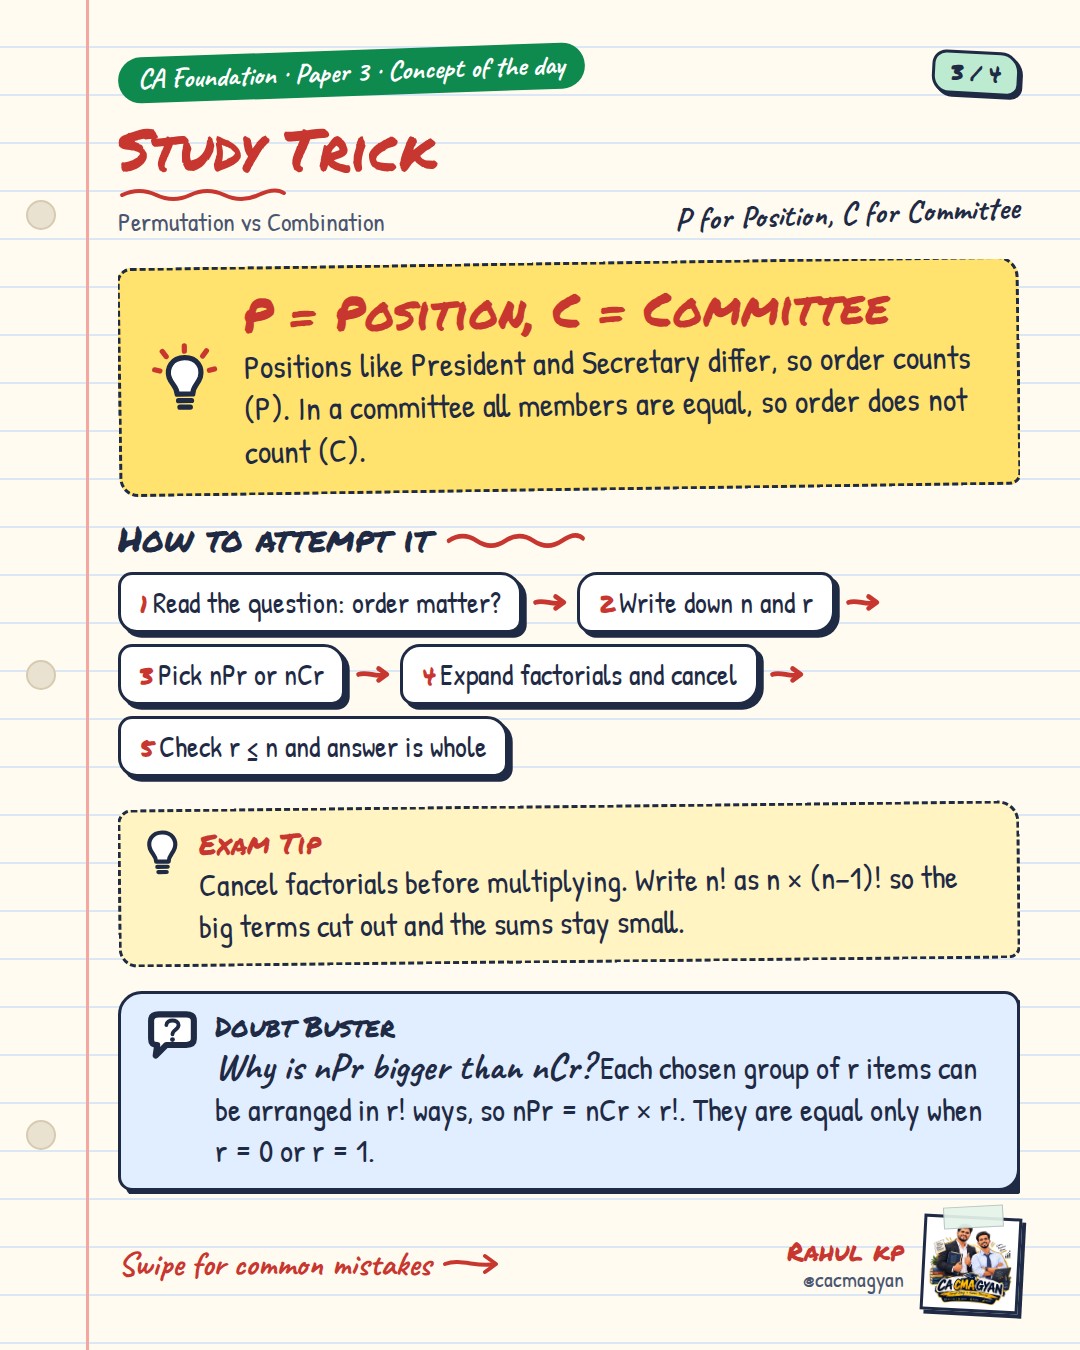 CA Foundation · Paper 3 · Concept of the day
3 / 4
Study Trick
Permutation vs Combination
P for Position, C for Committee
P = Position, C = Committee
Positions like President and Secretary differ, so order counts
(P). In a committee all members are equal, so order does not
count (C).
How to attempt it
1 Read the question: order matter?
2 Write down n and r
3 Pick nPr or nCr
4 Expand factorials and cancel
5 Check r ≤ n and answer is whole
Exam Tip
Cancel factorials before multiplying. Write n! as n × (n−1)! so the
big terms cut out and the sums stay small.
Doubt Buster
Why is nPr bigger than nCr? Each chosen group of r items can
be arranged in r! ways, so nPr = nCr × r!. They are equal only when
r = 0 or r = 1.
Swipe for common mistakes
Rahul KP
@cacmagyan
CA CMA GYAN